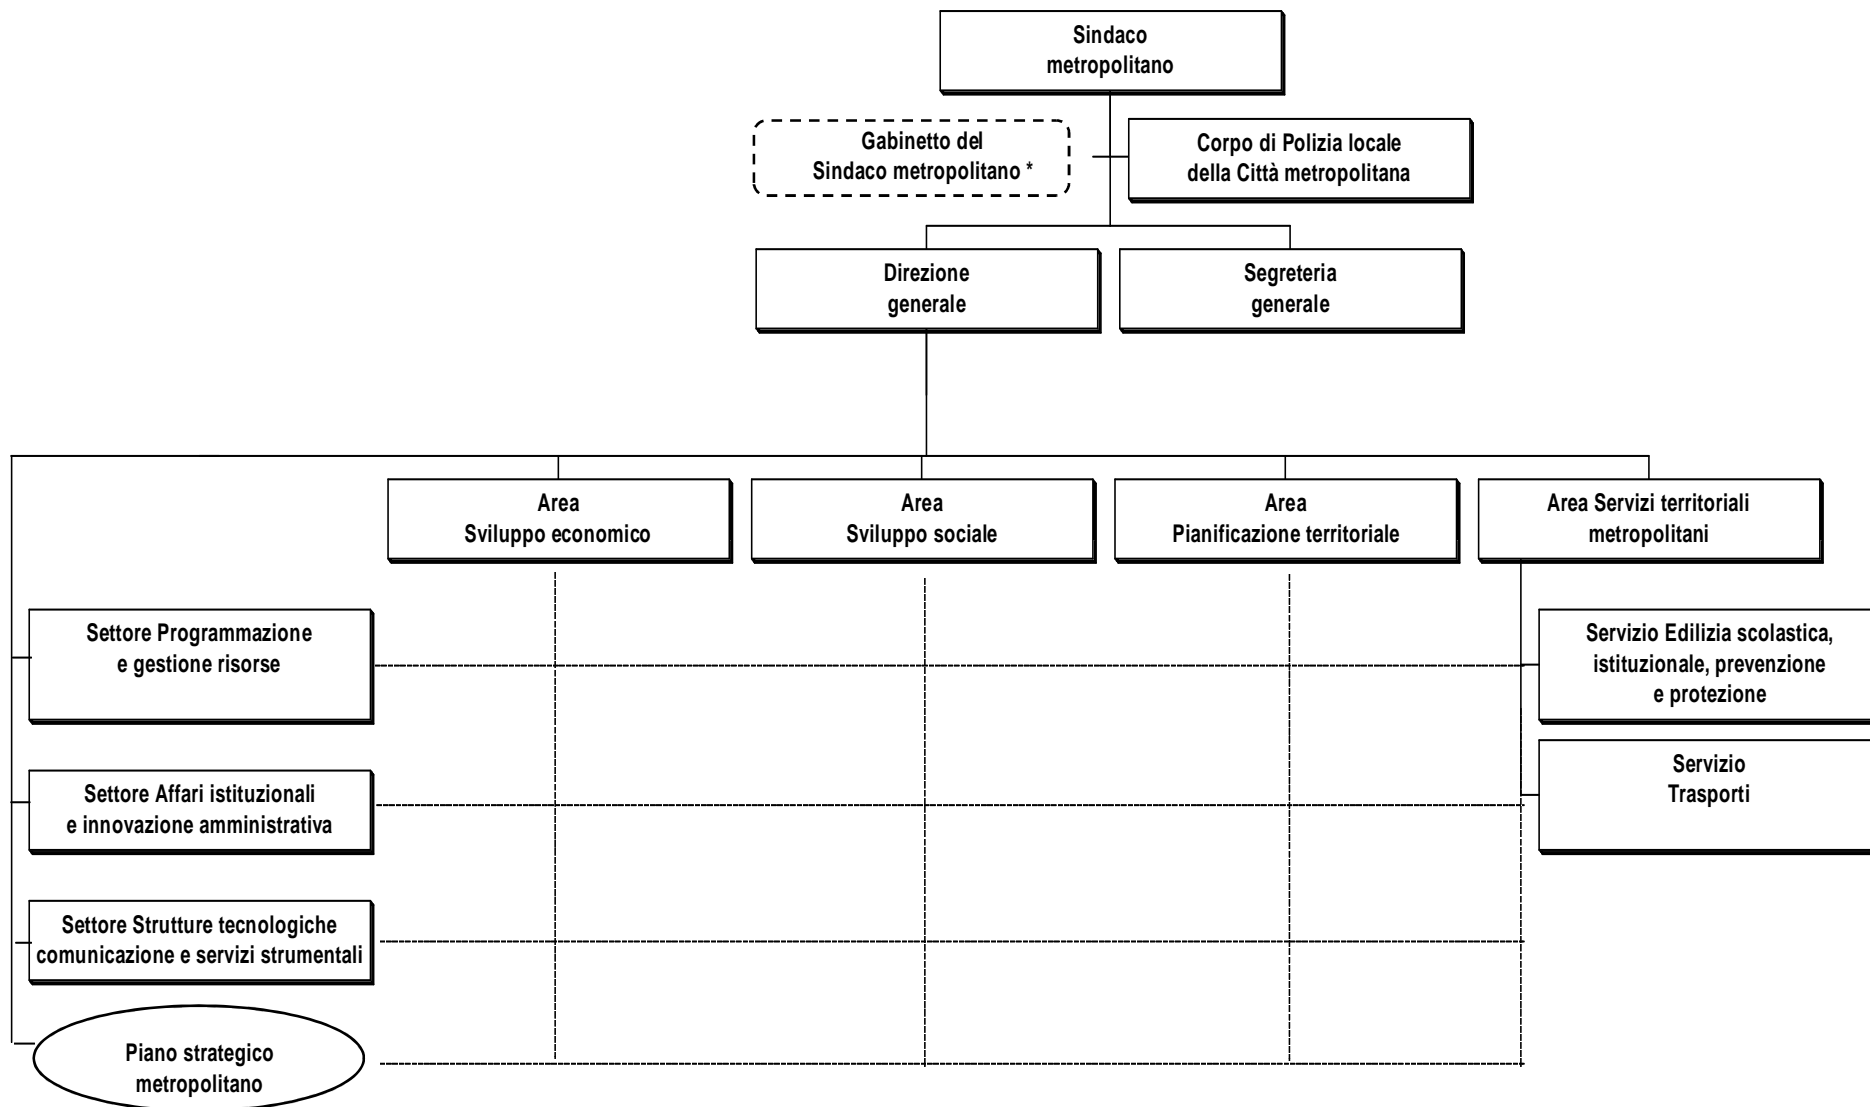 Sindaco
metropolitano
Gabinetto del
Sindaco metropolitano *
Corpo di Polizia locale
della Città metropolitana
Direzione
generale
Segreteria
generale
Area
Sviluppo economico
Area
Sviluppo sociale
Area
Pianificazione territoriale
Area Servizi territoriali
metropolitani
Settore Programmazione
e gestione risorse
Servizio Edilizia scolastica,
istituzionale, prevenzione
e protezione
Settore Affari istituzionali
e innovazione amministrativa
Servizio
Trasporti
Settore Strutture tecnologiche
comunicazione e servizi strumentali
Piano strategico
metropolitano